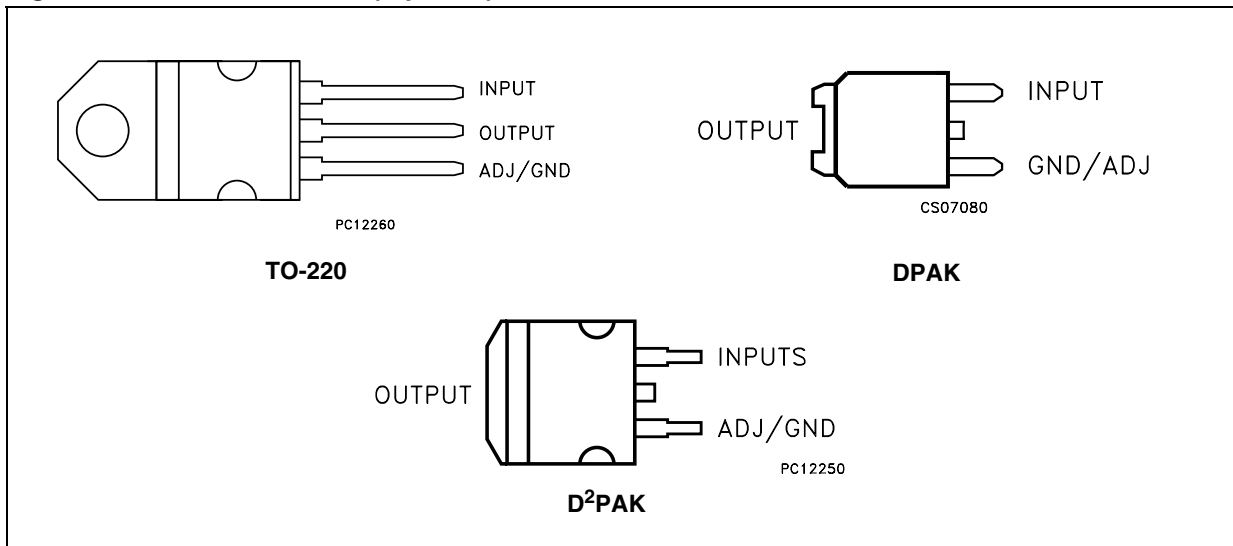 INPUT
OUTPUT
ADJ/GND
PC12260
TO-220
OUTPUT
INPUT
GND/ADJ
CS07080
DPAK
OUTPUT
INPUTS
ADJ/GND
PC12250
D²PAK